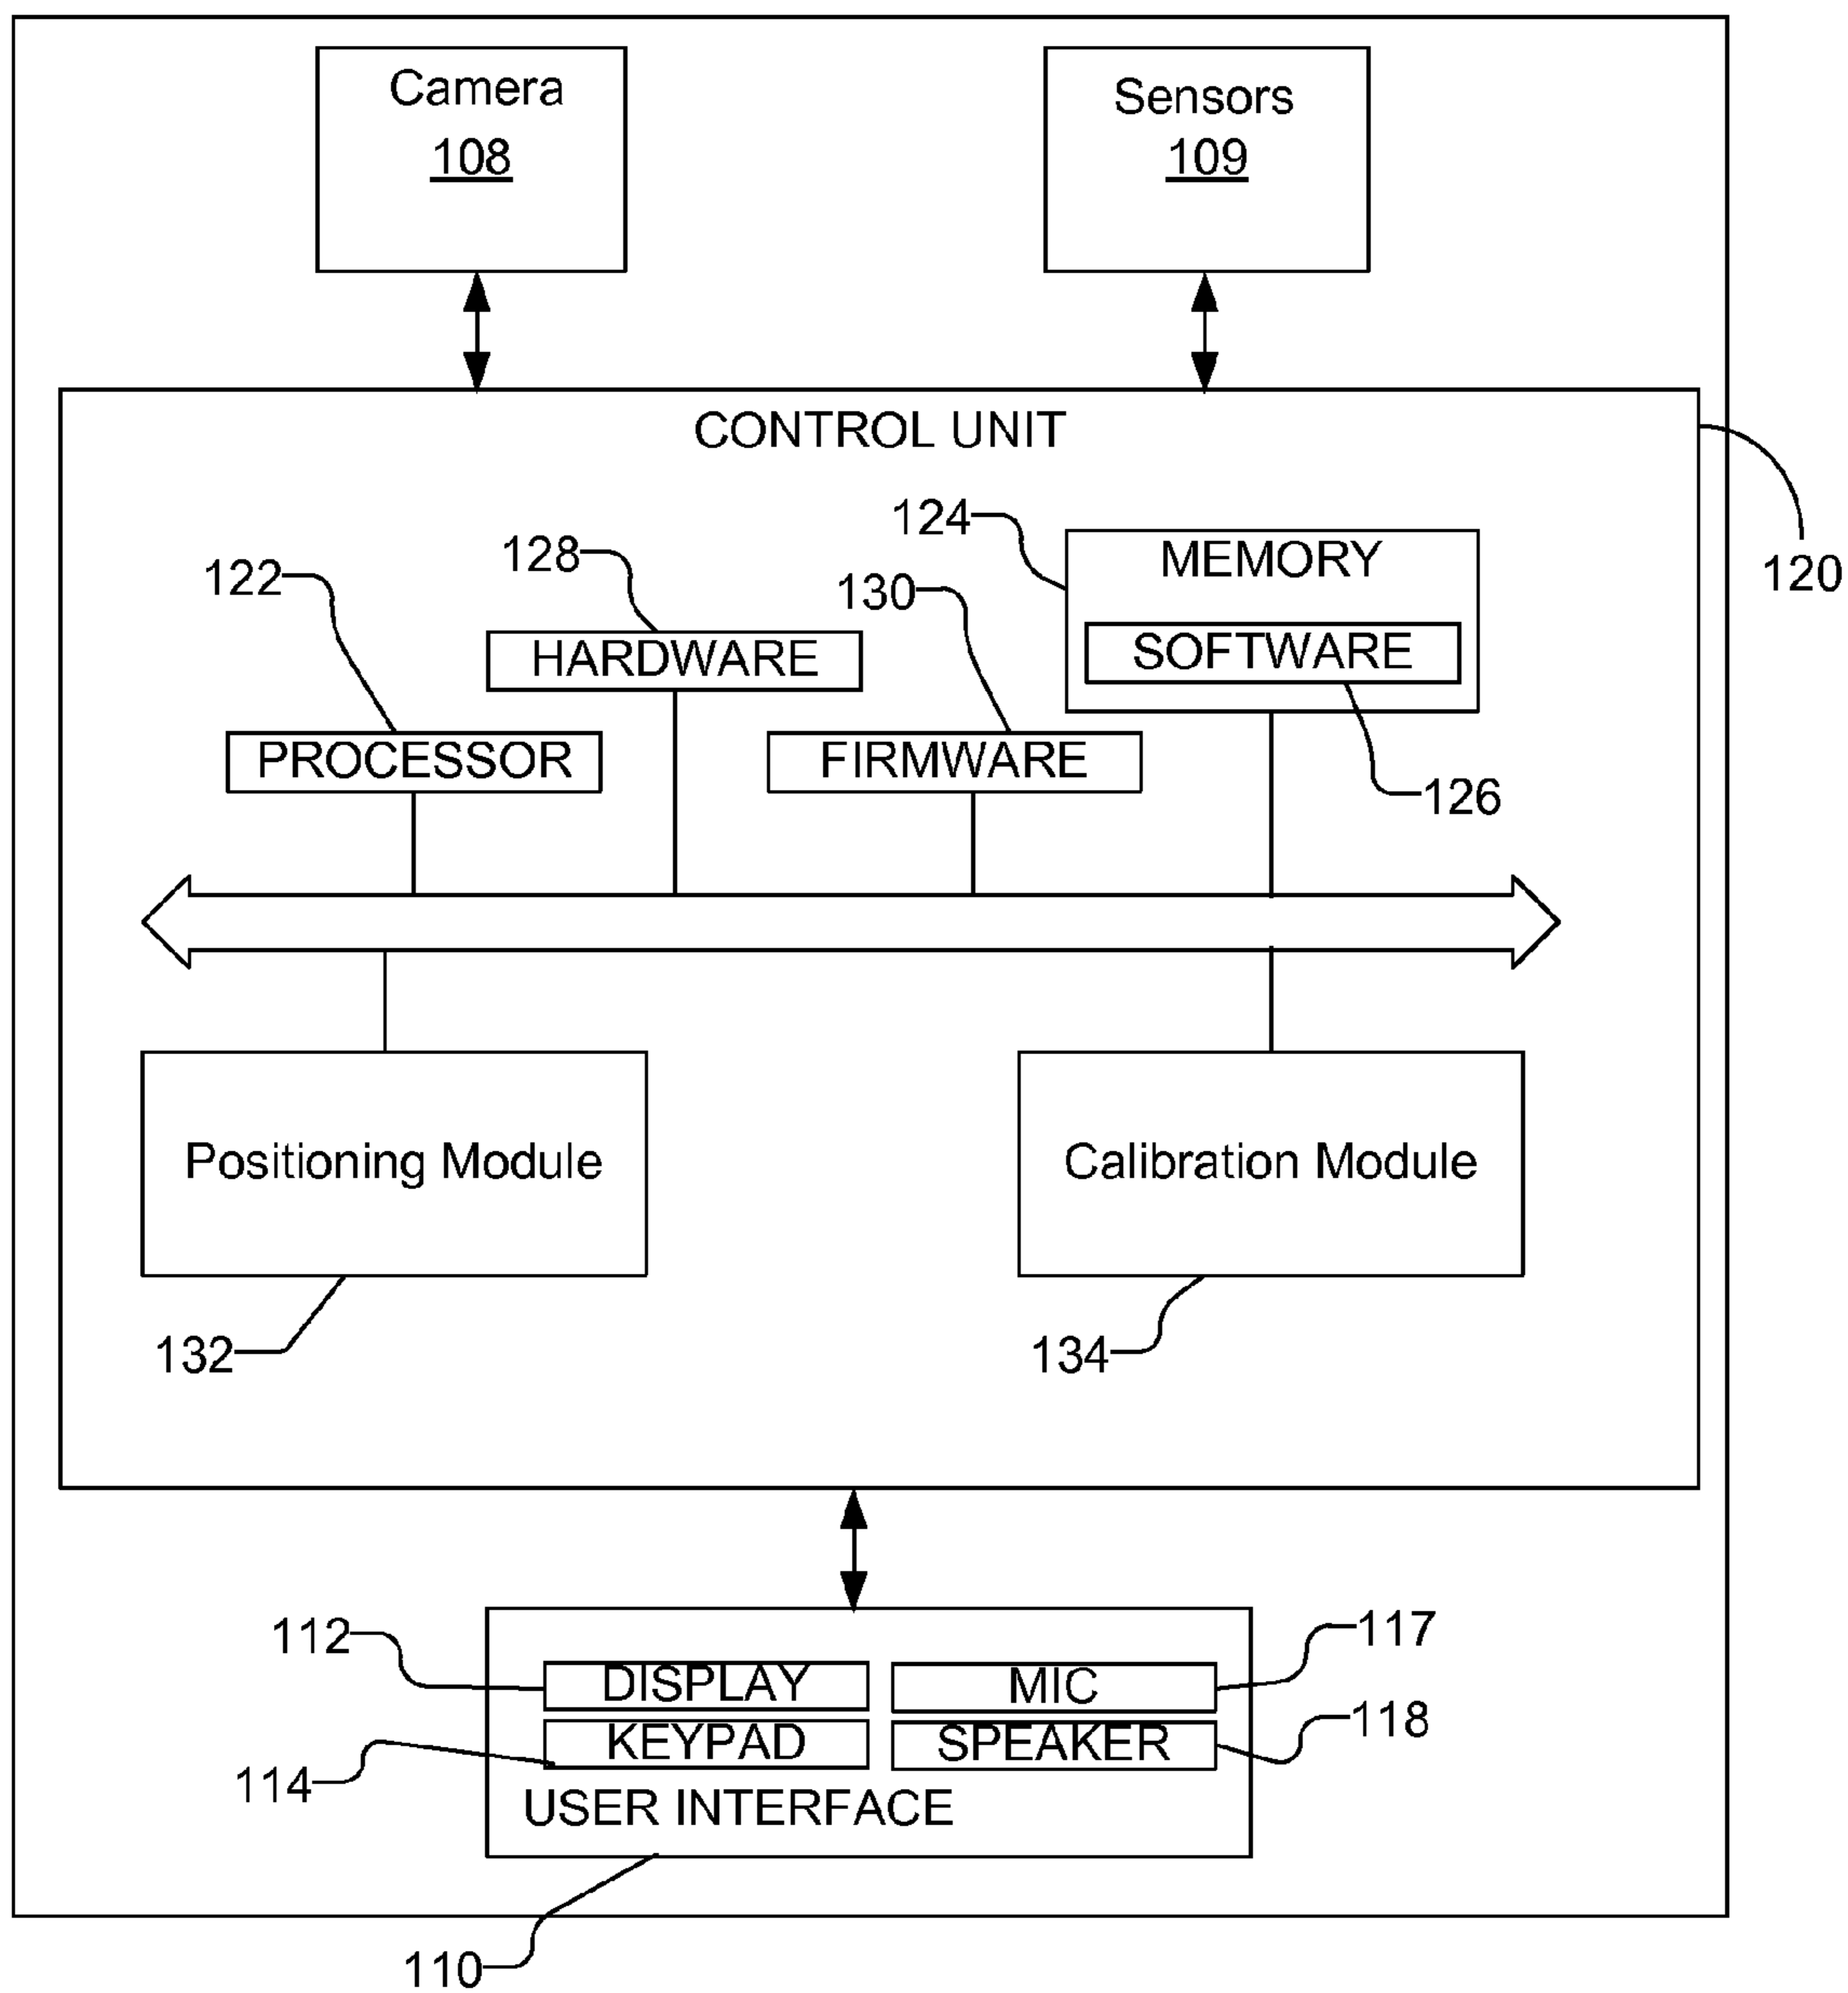 Camera
108
Sensors
109
CONTROL UNIT
124
MEMORY
128
122
130
120
SOFTWARE
HARDWARE
PROCESSOR
FIRMWARE
126
Positioning Module
Calibration Module
132
134
112
117
DISPLAY
MIC
118
KEYPAD
SPEAKER
114
USER INTERFACE
110